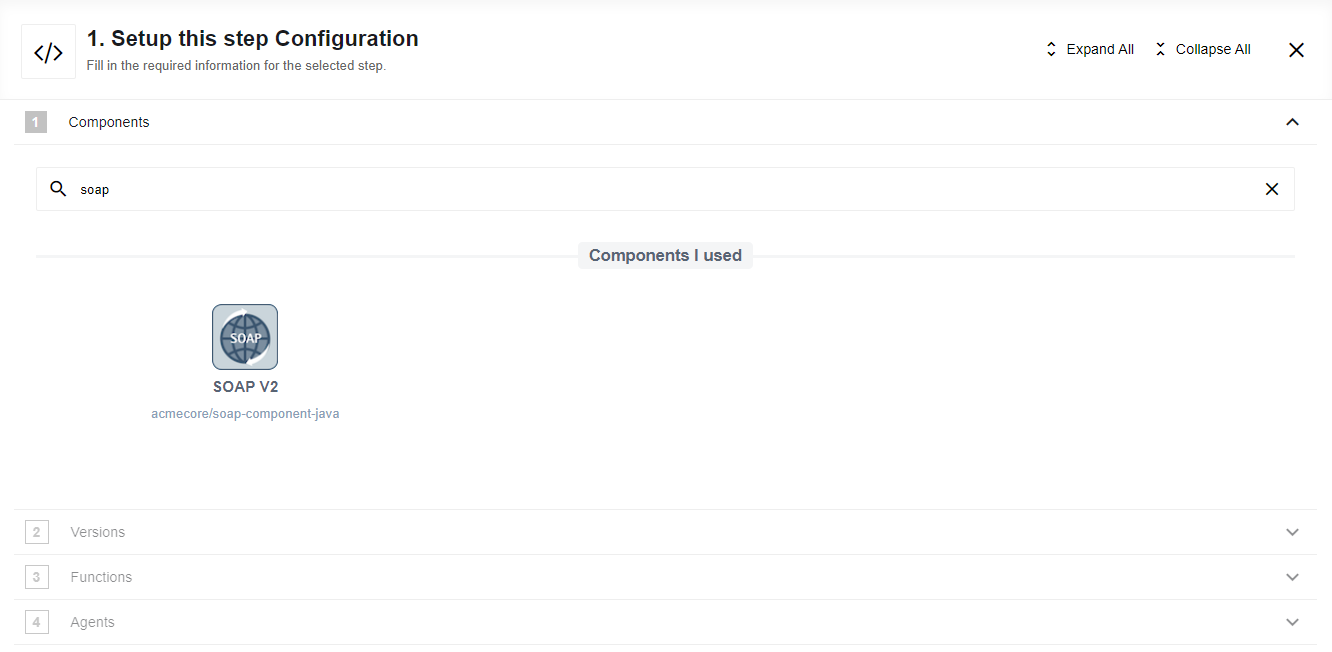 1. Setup this step Configuration
Fill in the required information for the selected step.
Expand All
Collapse All
1 Components
soap
Components I used
SOAP
SOAP V2
acmecore/soap-component-java
2 Versions
3 Functions
4 Agents